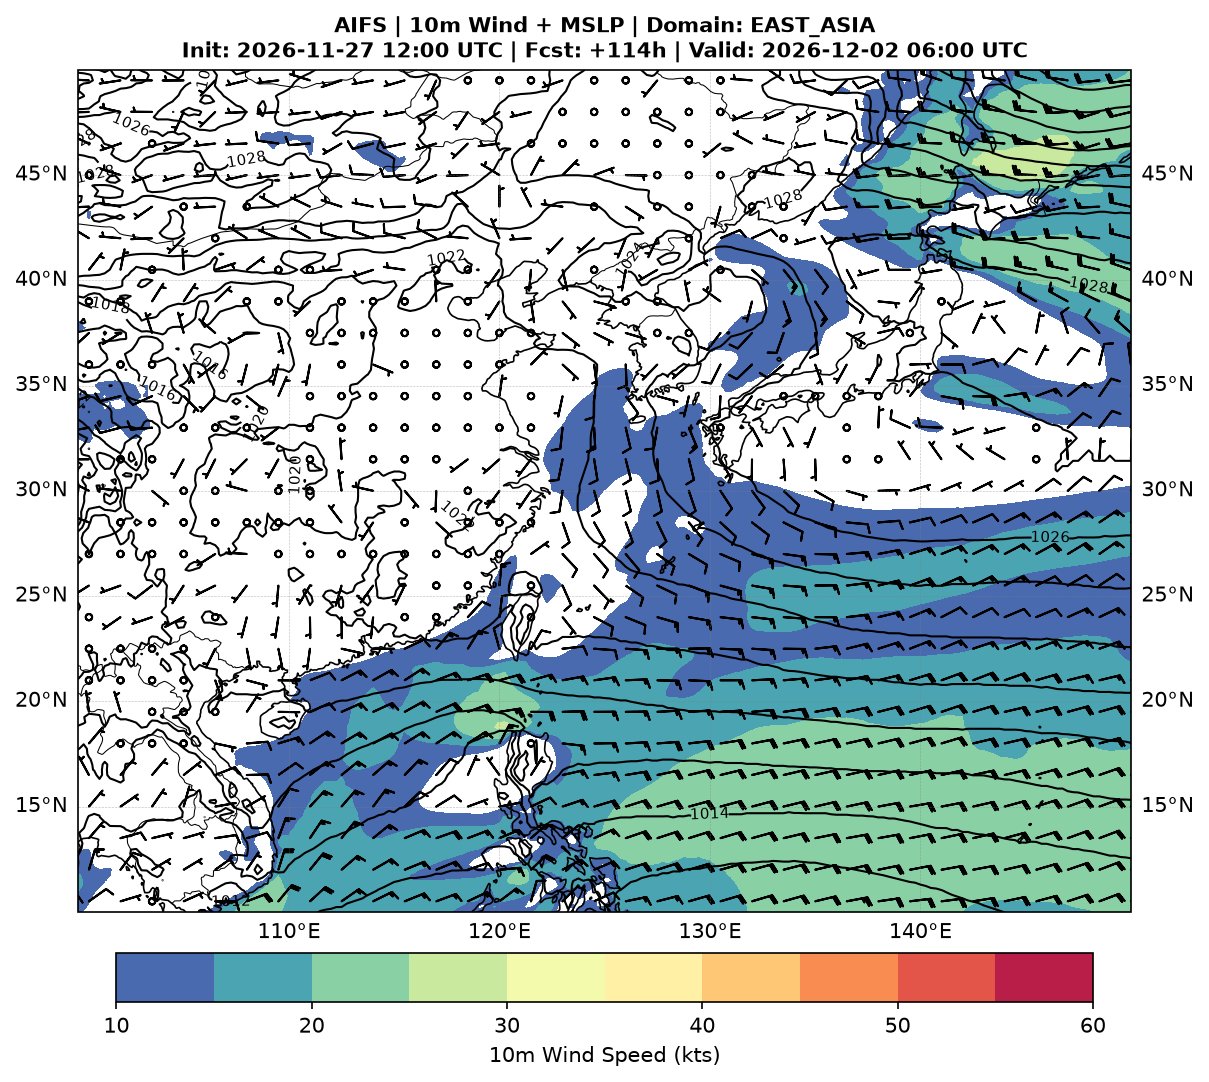 AIFS | 10m Wind + MSLP | Domain: EAST_ASIA
Init: 2026-11-27 12:00 UTC | Fcst: +114h | Valid: 2026-12-02 06:00 UTC
1026
1028
1028
45°N
45°N
1028
1022
1024
40°N
40°N
1028
1018
1016
1016
35°N
35°N
1020
1020
30°N
30°N
1026
25°N
25°N
20°N
20°N
15°N
15°N
1014
1012
110°E
120°E
130°E
140°E
10
20
30
40
50
60
10m Wind Speed (kts)